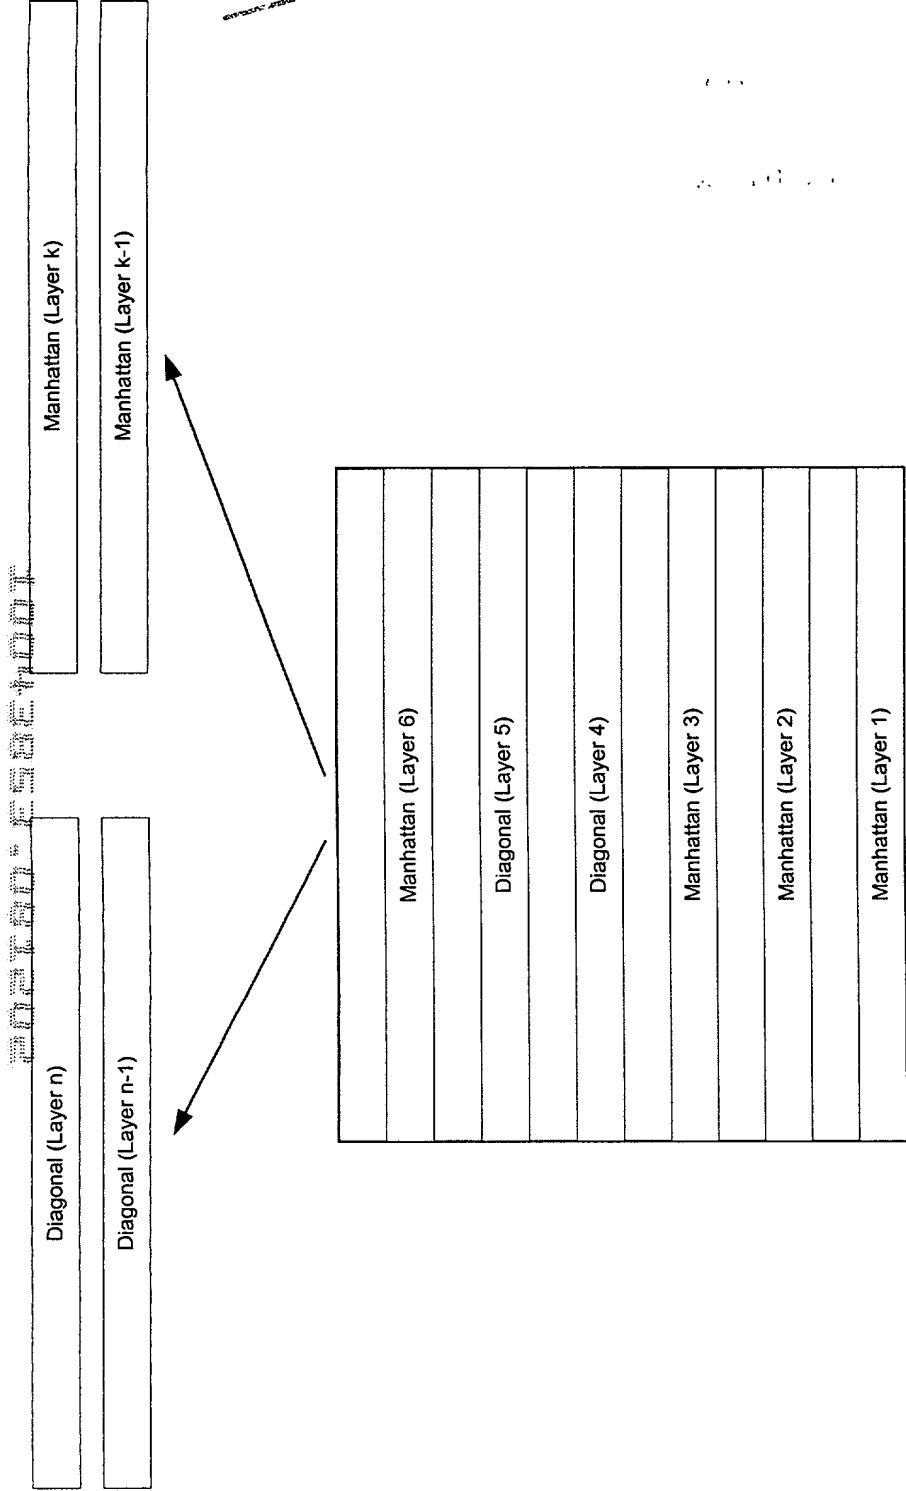 Diagonal (Layer n)
Manhattan (Layer k)
Diagonal (Layer n-1)
Manhattan (Layer k-1)
Manhattan (Layer 6)
Diagonal (Layer 5)
Diagonal (Layer 4)
Manhattan (Layer 3)
Manhattan (Layer 2)
Manhattan (Layer 1)